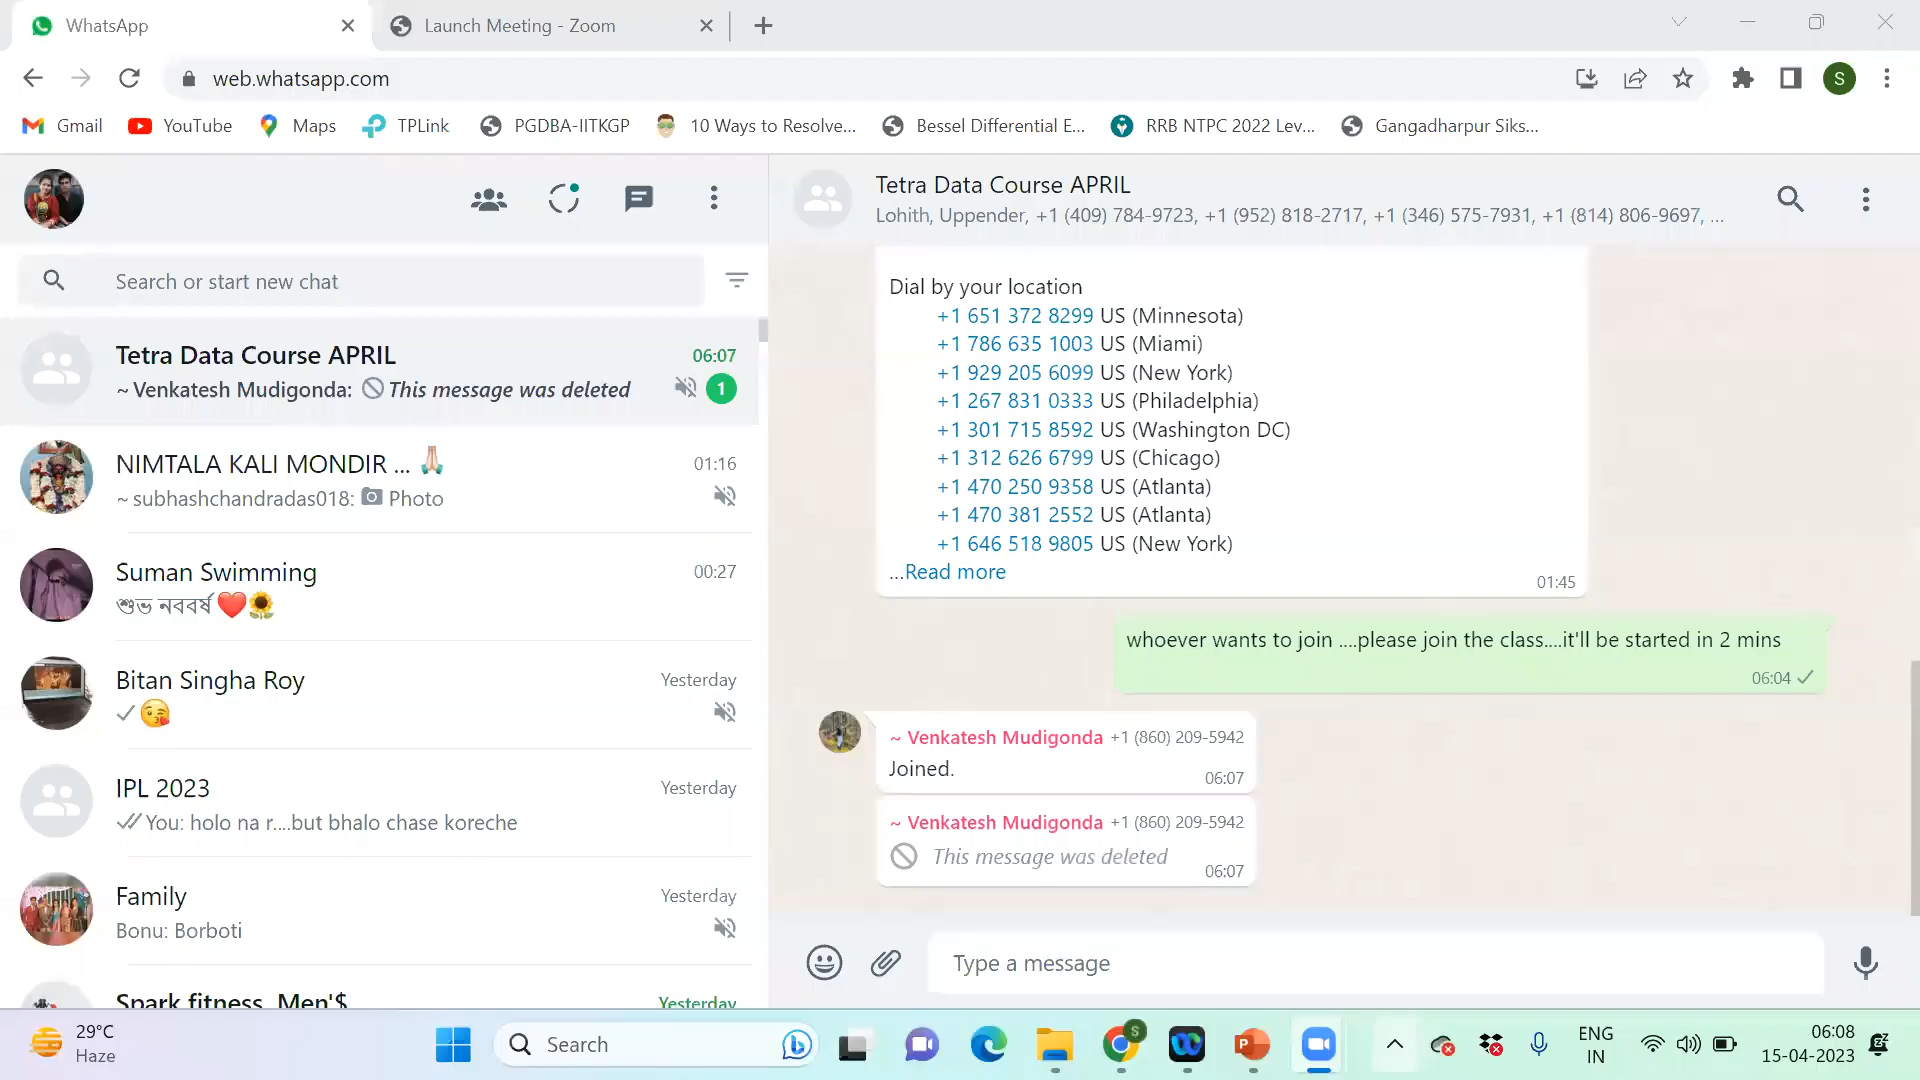 WhatsApp
Launch Meeting - Zoom
web.whatsapp.com
S
Gmail
YouTube
Maps
TPLink
PGDBA-IITKGP
10 Ways to Resolve...
Bessel Differential E...
RRB NTPC 2022 Lev...
Gangadharpur Siks...
Search or start new chat
Tetra Data Course APRIL
06:07
~ Venkatesh Mudigonda: This message was deleted
1
NIMTALA KALI MONDIR ... 🙏🏻
01:16
~ subhashchandradas018: Photo
Suman Swimming
00:27
শুভ নববর্ষ ❤️🌻
Bitan Singha Roy
Yesterday
😘
IPL 2023
Yesterday
You: holo na r....but bhalo chase koreche
Family
Yesterday
Bonu: Borboti
Spark fitness, Men'$
Yesterday
Tetra Data Course APRIL
Lohith, Uppender, +1 (409) 784-9723, +1 (952) 818-2717, +1 (346) 575-7931, +1 (814) 806-9697, ...
Dial by your location
+1 651 372 8299 US (Minnesota)
+1 786 635 1003 US (Miami)
+1 929 205 6099 US (New York)
+1 267 831 0333 US (Philadelphia)
+1 301 715 8592 US (Washington DC)
+1 312 626 6799 US (Chicago)
+1 470 250 9358 US (Atlanta)
+1 470 381 2552 US (Atlanta)
+1 646 518 9805 US (New York)
...Read more
01:45
whoever wants to join ....please join the class....it'll be started in 2 mins
06:04
~ Venkatesh Mudigonda +1 (860) 209-5942
Joined.
06:07
~ Venkatesh Mudigonda +1 (860) 209-5942
This message was deleted
06:07
Type a message
29°C
Haze
Search
S
ENG
IN
06:08
15-04-2023